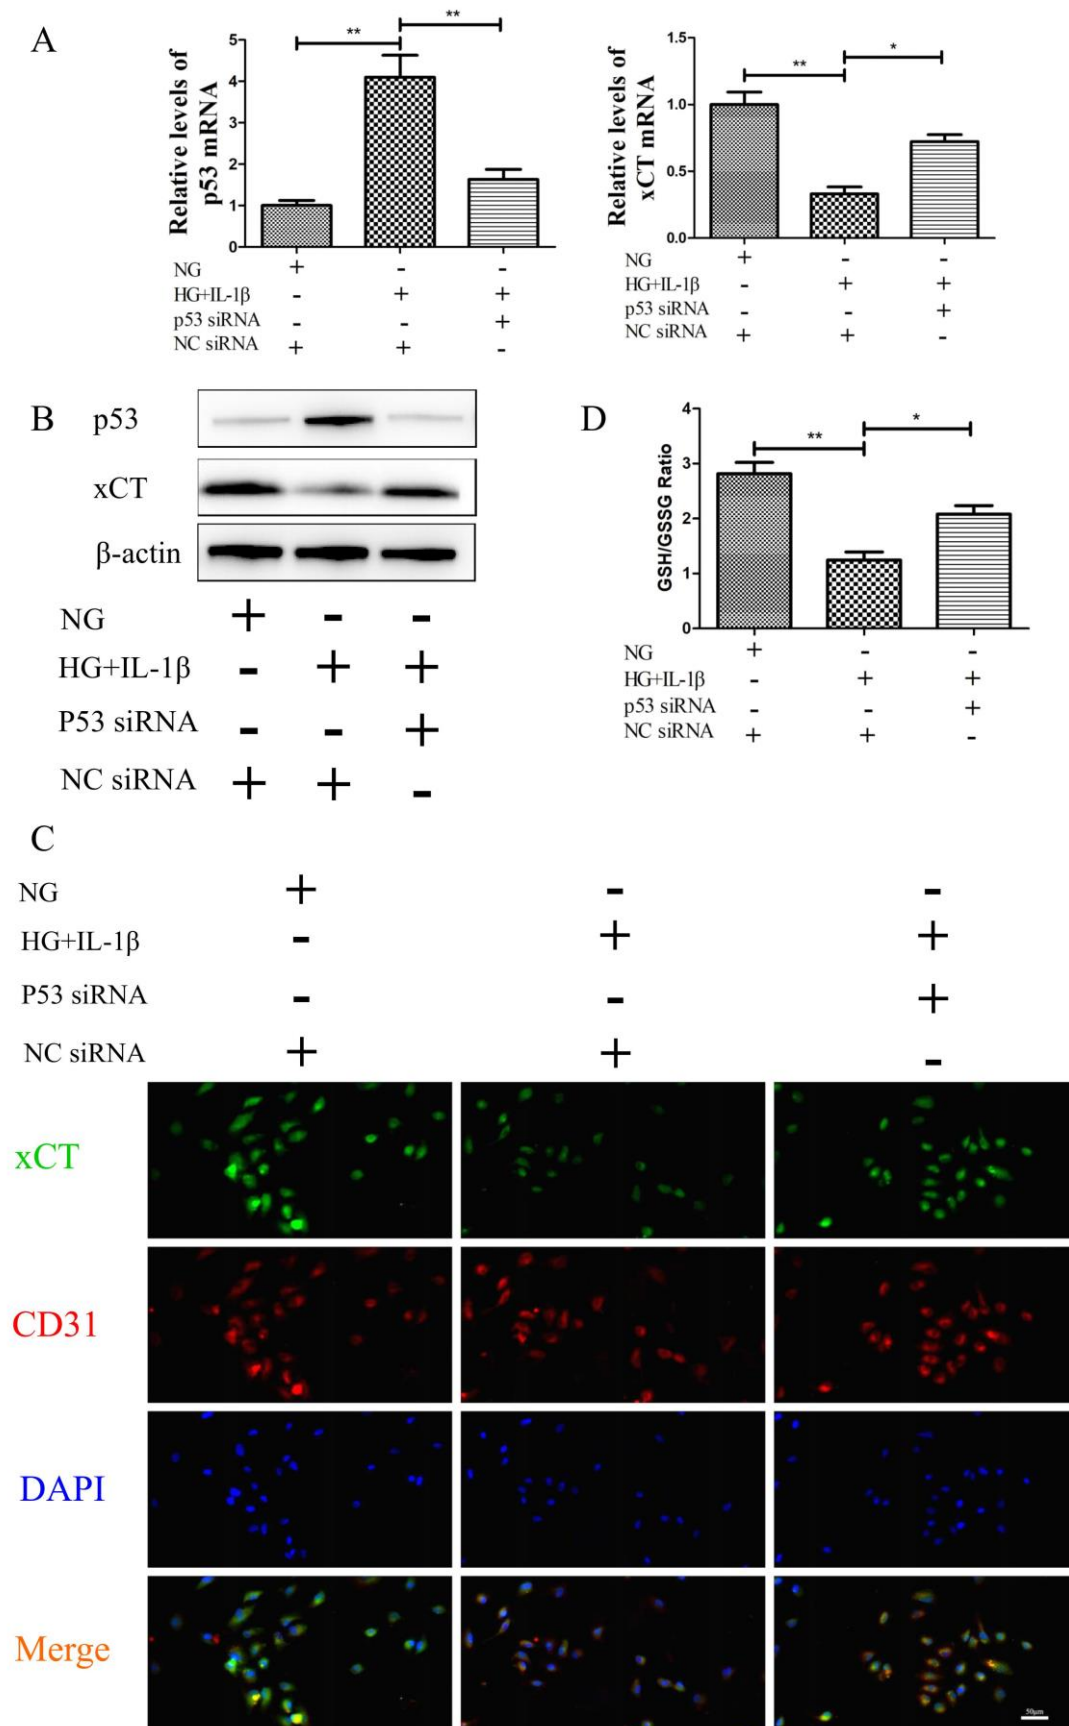 A
Relative levels of
p53 mRNA
5
4
3
2
1
0
** **
NG + - -
HG+IL-1β - + +
p53 siRNA - - +
NC siRNA + + -
Relative levels of
xCT mRNA
1.5
1.0
0.5
0.0
** *
NG + - -
HG+IL-1β - + +
p53 siRNA - - +
NC siRNA + + -
B
p53
xCT
β-actin
NG + - -
HG+IL-1β - + +
P53 siRNA - - +
NC siRNA + + -
D
GSH/GSSG Ratio
4
3
2
1
0
** *
NG + - -
HG+IL-1β - + +
p53 siRNA - - +
NC siRNA + + -
C
NG + - -
HG+IL-1β - + +
P53 siRNA - - +
NC siRNA + + -
xCT
CD31
DAPI
Merge
50μm